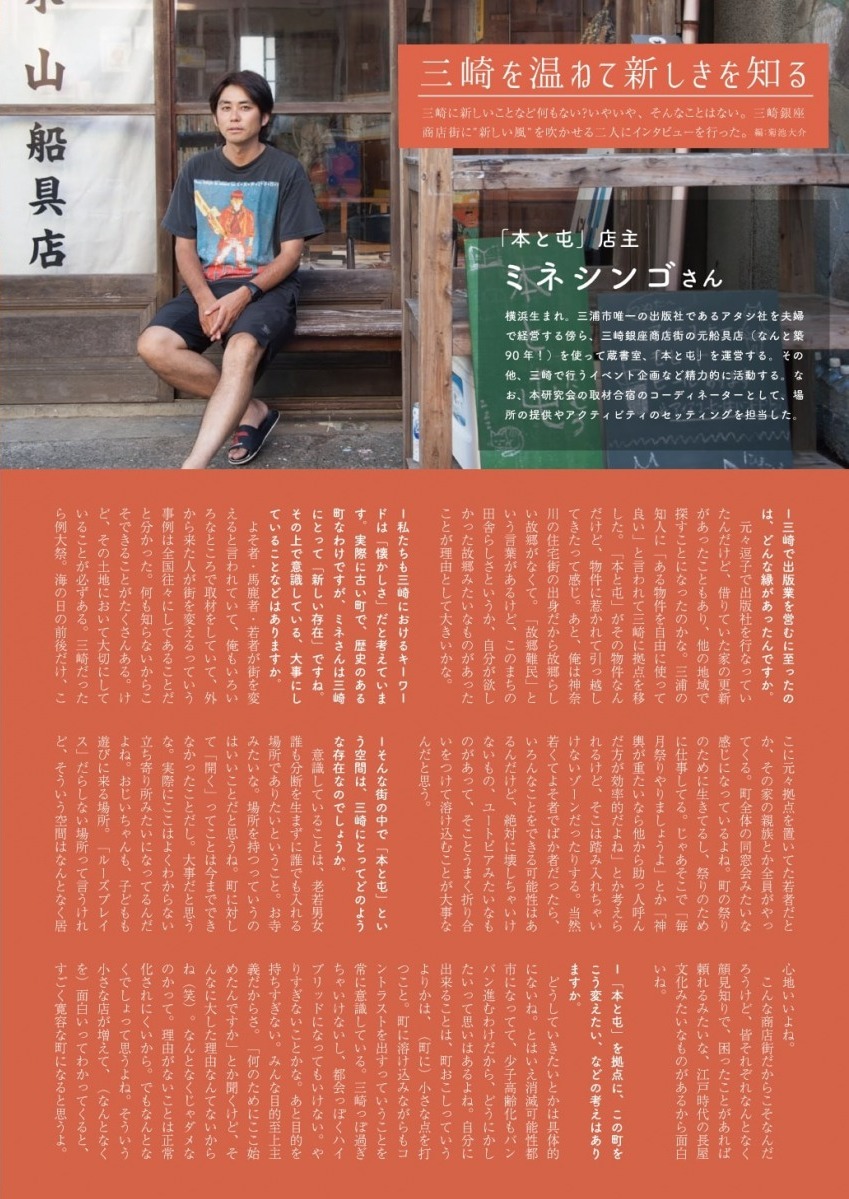 山船具店
三崎を温ねて新しきを知る
三崎に新しいことなど何もない?いやいや、そんなことはない。三崎銀座
商店街に"新しい風"を吹かせる二人にインタビューを行った。編:菊池大介
「本と屯」店主
ミネシンゴさん
横浜生まれ。三浦市唯一の出版社であるアタシ社を夫婦
で経営する傍ら、三崎銀座商店街の元船具店（なんと築
90年！）を使って蔵書室、「本と屯」を運営する。その
他、三崎で行うイベント企画など精力的に活動する。な
お、本研究会の取材合宿のコーディネーターとして、場
所の提供やアクティビティのセッティングを担当した。
ー三崎で出版業を営むに至ったの
は、どんな縁があったんですか。
元々逗子で出版社を行なってい
たんだけど、借りていた家の更新
があったこともあり、他の地域で
探すことになったのかな。三浦の
知人に「ある物件を自由に使って
良い」と言われて三崎に拠点を移
した。「本と屯」がその物件なん
だけど、物件に惹かれて引っ越し
てきたって感じ。あと、俺は神奈
川の住宅街の出身だから故郷らし
い故郷がなくて。「故郷難民」と
いう言葉があるけど、このまちの
田舎らしさというか、自分が欲し
かった故郷みたいなものがあった
ことが理由として大きいかな。
ー私たちも三崎におけるキーワー
ドは「懐かしさ」だと考えていま
す。実際に古い町で、歴史のある
町なわけですが、ミネさんは三崎
にとって「新しい存在」ですね。
その上で意識している、大事にし
ていることなどはありますか。
よそ者・馬鹿者・若者が街を変
えると言われていて、俺もいろい
ろなところで取材をしていて、外
から来た人が街を変えるってい う
事例は全国往々にしてあることだ
と分かった。何も知らないからこ
そできることがたくさんある。け
ど、その土地において大切にして
いることが必ずある。三崎だった
ら例大祭。海の日の前後だけ、こ
こに元々拠点を置いてた若者だと
か、その家の親族とか全員がやっ
てくる。町全体の同窓会みたいな
感じになっているよね。町の祭り
のために生きてるし、祭りのため
に仕事してる。じゃあそこで「毎
月祭りやりましょうよ」とか「神
輿が重たいなら他から助っ人呼ん
だ方が効率的だよね」とか考えら
れるけど、そこは踏み入れちゃい
けないゾーンだったりする。当然
若くてよそ者でばか者だったら、
いろんなことをできる可能性はあ
るんだけど、絶対に壊しちゃいけ
ないもの、ユートピアみたいなも
のがあって、そことうまく折り合
いをつけて溶け込むことが大事な
んだと思う。
ーそんな街の中で「本と屯」とい
う空間は、三崎にとってどのよう
な存在なのでしょうか。
意識していることは、老若男女
誰も分断を生まずに誰でも入れる
場所でありたいということ。お寺
みたいな。場所を持つっていうの
はいいことだと思うね。町に対し
て「開く」ってことは今までできな
かったことだし。大事だと思う
な。実際にここはよくわからない
立ち寄り所みたいになってるんだ
よね。おじいちゃんも、子どもも
遊びに来る場所。「ルーズプレイ
ス」だらしない場所って言うけれ
ど、そういう空間はなんとなく居
心地いいよね。
こんな商店街だからこそなんだ
ろうけど、皆それぞれなんとなく
顔見知りで、困ったことがあれば
頼れるみたいな、江戸時代の長屋
文化みたいなものがあるから面白
いね。
ー「本と屯」を拠点に、この町を
こう変えたい、などの考えはあり
ますか。
どうしていきたいとかは具体的
にないね。とはいえ消滅可能性都
市になってて、少子高齢化もバン
バン進むわけだから、どうにかし
たいって思いはあるよね。自分に
出来ることは、町おこしっていう
よりかは、（町に）小さな点を打
つこと。町に溶け込みながらもコ
ントラストを出すっていうことを
常に意識している。三崎っぽ過ぎ
ちゃいけないし、都会っぽくハイ
ブリッドになってもいけない。や
りすぎないことかな。あと目的を
持ちすぎない。みんな目的至上主
義だからさ。「何のためにここ始
めたんですか」とか聞くけど、そ
んなに大した理由なんてないから
ね（笑）。なんとなくじゃダメな
のかって。理由がないことは正常
化されにくいから。でもなんとな
くでしょって思うよね。そういう
小さな店が増えて、（なんとなく
を）面白いってわかってくると、
すごく寛容な町になると思うよ。